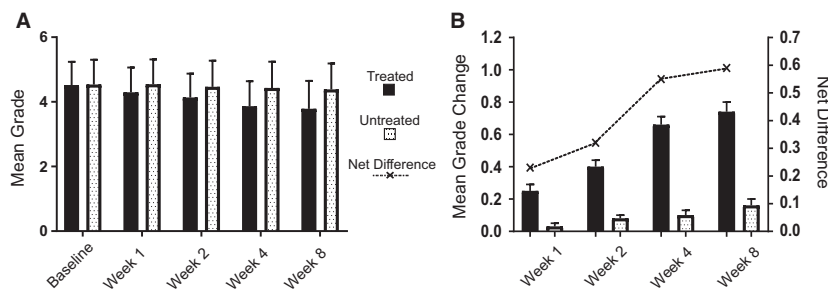 A
Mean Grade
6
4
2
0
Baseline
Week 1
Week 2
Week 4
Week 8
Treated
Untreated
Net Difference
B
Mean Grade Change
1.2
1.0
0.8
0.6
0.4
0.2
0.0
Week 1
Week 2
Week 4
Week 8
0.7
0.6
0.5
0.4
0.3
0.2
0.1
0.0
Net Difference